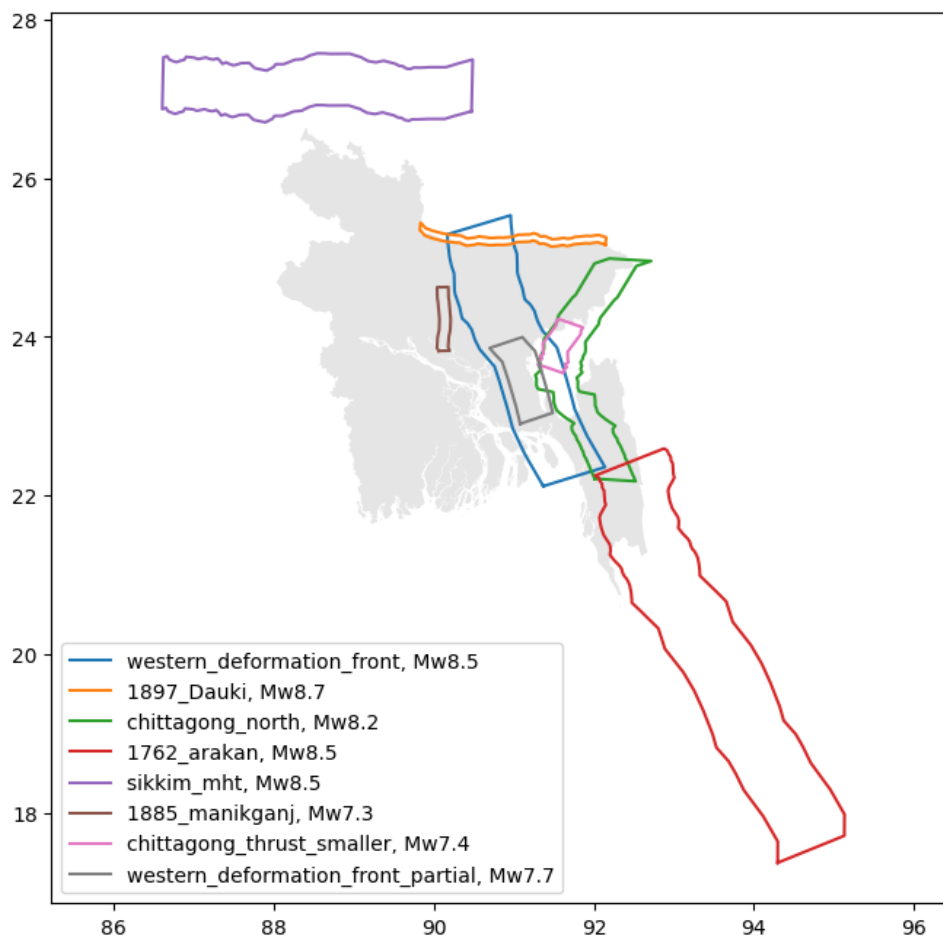 28
26
24
22
20
18
western_deformation_front, Mw8.5
1897_Dauki, Mw8.7
chittagong_north, Mw8.2
1762_arakan, Mw8.5
sikkim_mht, Mw8.5
1885_manikganj, Mw7.3
chittagong_thrust_smaller, Mw7.4
western_deformation_front_partial, Mw7.7
86 88 90 92 94 96